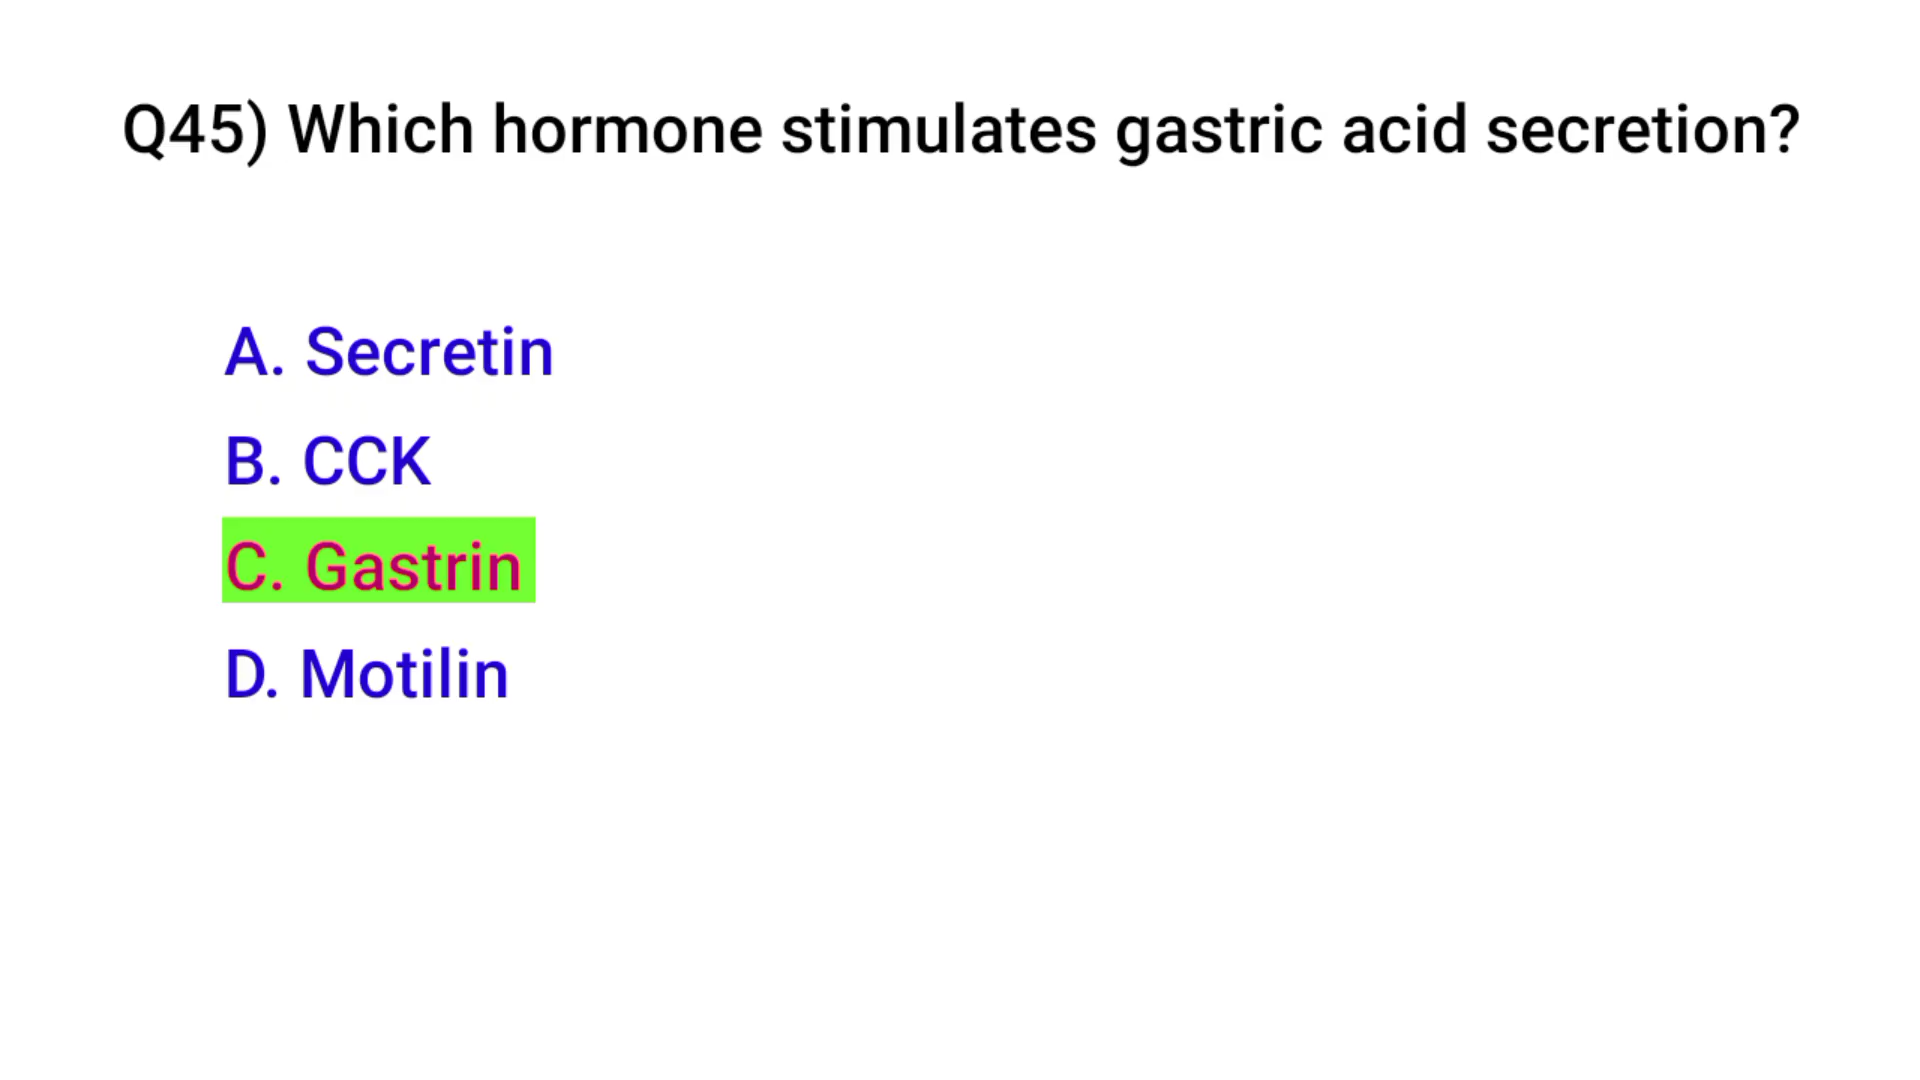 Q45) Which hormone stimulates gastric acid secretion?
A. Secretin
B. CCK
C. Gastrin
D. Motilin